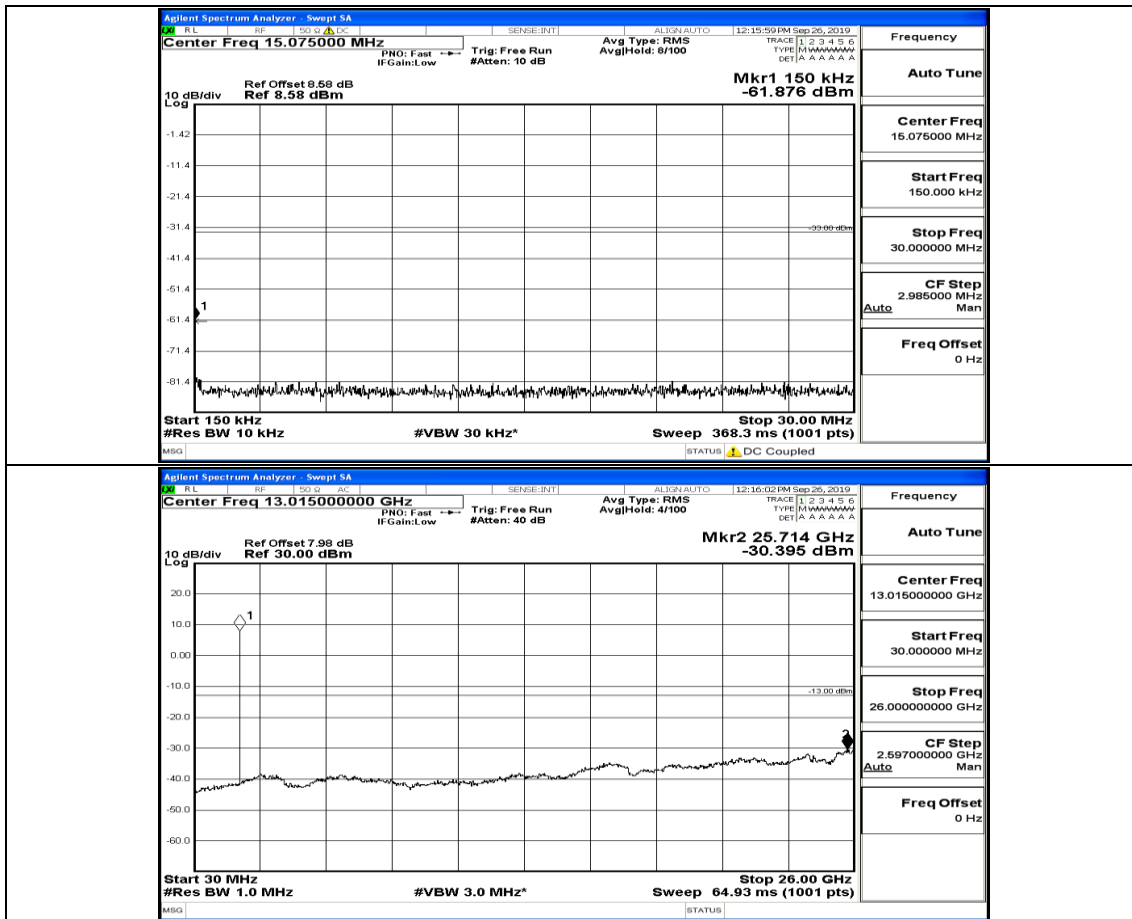 Agilent Spectrum Analyzer - Swept SA
LXI RL RF 50 Ω DC SENSE:INT ALIGN AUTO 12:15:59 PM Sep 26, 2019
Center Freq 15.075000 MHz
PNO: Fast
IFGain:Low
Trig: Free Run
#Atten: 10 dB
Avg Type: RMS
Avg|Hold: 8/100
TRACE 1 2 3 4 5 6
TYPE M WWWWW
DET A A A A A A
Ref Offset 8.58 dB
Ref 8.58 dBm
10 dB/div
Log
Mkr1 150 kHz
-61.876 dBm
-1.42
-11.4
-21.4
-31.4
-33.00 dBm
-41.4
-51.4
1
-61.4
-71.4
-81.4
Start 150 kHz
Stop 30.00 MHz
#Res BW 10 kHz
#VBW 30 kHz*
Sweep 368.3 ms (1001 pts)
MSG
STATUS
DC Coupled
Frequency
Auto Tune
Center Freq
15.075000 MHz
Start Freq
150.000 kHz
Stop Freq
30.000000 MHz
CF Step
2.985000 MHz
Auto Man
Freq Offset
0 Hz
Agilent Spectrum Analyzer - Swept SA
LXI RL RF 50 Ω AC SENSE:INT ALIGN AUTO 12:16:02 PM Sep 26, 2019
Center Freq 13.015000000 GHz
PNO: Fast
IFGain:Low
Trig: Free Run
#Atten: 40 dB
Avg Type: RMS
Avg|Hold: 4/100
TRACE 1 2 3 4 5 6
TYPE M WWWWW
DET A A A A A A
Ref Offset 7.98 dB
Ref 30.00 dBm
10 dB/div
Log
Mkr2 25.714 GHz
-30.395 dBm
20.0
1
10.0
0.00
-10.0
-13.00 dBm
-20.0
2
-30.0
-40.0
-50.0
-60.0
Start 30 MHz
Stop 26.00 GHz
#Res BW 1.0 MHz
#VBW 3.0 MHz*
Sweep 64.93 ms (1001 pts)
MSG
STATUS
Frequency
Auto Tune
Center Freq
13.015000000 GHz
Start Freq
30.000000 MHz
Stop Freq
26.000000000 GHz
CF Step
2.597000000 GHz
Auto Man
Freq Offset
0 Hz